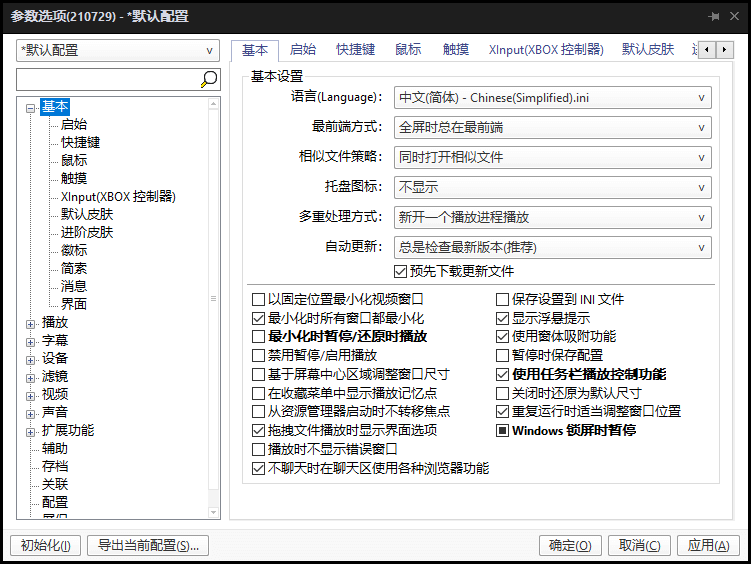 参数选项(210729) - *默认配置
*默认配置
基本
启始
快捷键
鼠标
触摸
XInput(XBOX 控制器)
默认皮肤
进阶皮肤
徽标
简索
消息
界面
播放
字幕
设备
滤镜
视频
声音
扩展功能
辅助
存档
关联
配置
基本
启始
快捷键
鼠标
触摸
XInput(XBOX 控制器)
默认皮肤
基本设置
语言(Language): 中文(简体) - Chinese(Simplified).ini
最前端方式: 全屏时总在最前端
相似文件策略: 同时打开相似文件
托盘图标: 不显示
多重处理方式: 新开一个播放进程播放
自动更新: 总是检查最新版本(推荐)
预先下载更新文件
以固定位置最小化视频窗口
最小化时所有窗口都最小化
最小化时暂停/还原时播放
禁用暂停/启用播放
基于屏幕中心区域调整窗口尺寸
在收藏菜单中显示播放记忆点
从资源管理器启动时不转移焦点
拖拽文件播放时显示界面选项
播放时不显示错误窗口
不聊天时在聊天区使用各种浏览器功能
保存设置到 INI 文件
显示浮悬提示
使用窗体吸附功能
暂停时保存配置
使用任务栏播放控制功能
关闭时还原为默认尺寸
重复运行时适当调整窗口位置
Windows 锁屏时暂停
初始化(I)
导出当前配置(S)...
确定(O)
取消(C)
应用(A)